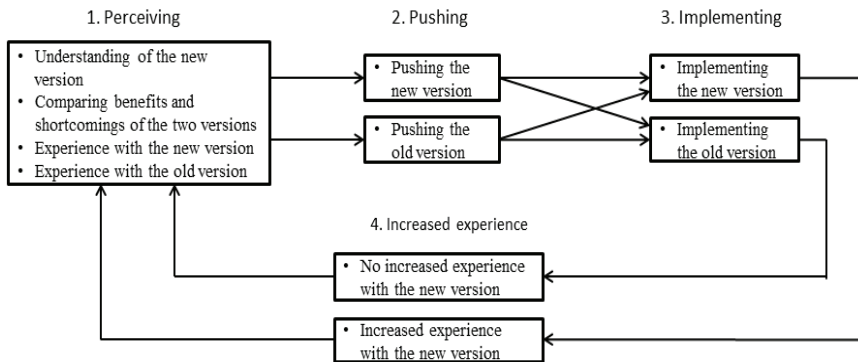 1. Perceiving
2. Pushing
3. Implementing
• Understanding of the new
version
• Comparing benefits and
shortcomings of the two versions
• Experience with the new version
• Experience with the old version
• Pushing the
new version
• Pushing the
old version
• Implementing
the new version
• Implementing
the old version
4. Increased experience
• No increased experience
with the new version
• Increased experience
with the new version